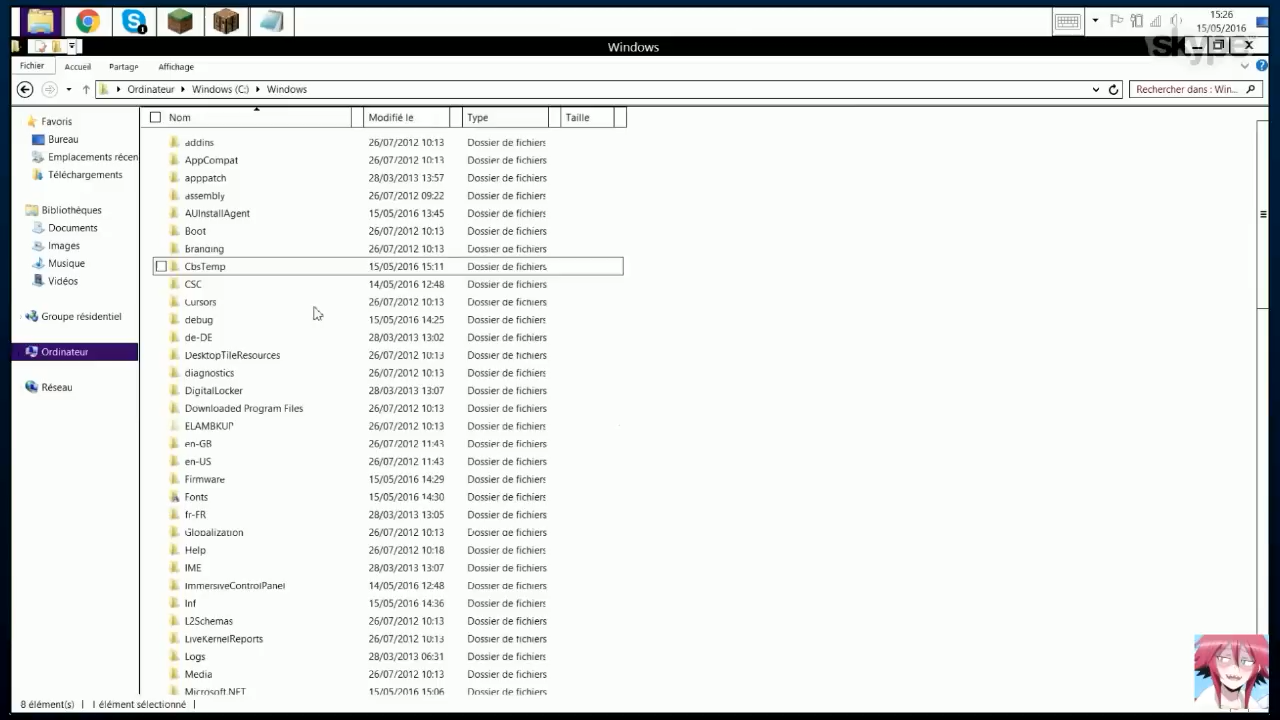 15:26
15/05/2016
skype
Windows
Fichier Accueil Partage Affichage
Ordinateur Windows (C:) Windows
Rechercher dans : Win...
Nom Modifié le Type Taille
Favoris
Bureau
Emplacements récen
Téléchargements
Bibliothèques
Documents
Images
Musique
Vidéos
Groupe résidentiel
Ordinateur
Réseau
addins 26/07/2012 10:13 Dossier de fichiers
AppCompat 26/07/2012 10:13 Dossier de fichiers
apppatch 28/03/2013 13:57 Dossier de fichiers
assembly 26/07/2012 09:22 Dossier de fichiers
AUInstallAgent 15/05/2016 13:45 Dossier de fichiers
Boot 26/07/2012 10:13 Dossier de fichiers
Branding 26/07/2012 10:13 Dossier de fichiers
CbsTemp 15/05/2016 15:11 Dossier de fichiers
CSC 14/05/2016 12:48 Dossier de fichiers
Cursors 26/07/2012 10:13 Dossier de fichiers
debug 15/05/2016 14:25 Dossier de fichiers
de-DE 28/03/2013 13:02 Dossier de fichiers
DesktopTileResources 26/07/2012 10:13 Dossier de fichiers
diagnostics 26/07/2012 10:13 Dossier de fichiers
DigitalLocker 28/03/2013 13:07 Dossier de fichiers
Downloaded Program Files 26/07/2012 10:13 Dossier de fichiers
ELAMBKUP 26/07/2012 10:13 Dossier de fichiers
en-GB 26/07/2012 11:43 Dossier de fichiers
en-US 26/07/2012 11:43 Dossier de fichiers
Firmware 15/05/2016 14:29 Dossier de fichiers
Fonts 15/05/2016 14:30 Dossier de fichiers
fr-FR 28/03/2013 13:05 Dossier de fichiers
Globalization 26/07/2012 10:13 Dossier de fichiers
Help 26/07/2012 10:18 Dossier de fichiers
IME 28/03/2013 13:07 Dossier de fichiers
ImmersiveControlPanel 14/05/2016 12:48 Dossier de fichiers
Inf 15/05/2016 14:36 Dossier de fichiers
L2Schemas 26/07/2012 10:13 Dossier de fichiers
LiveKernelReports 26/07/2012 10:13 Dossier de fichiers
Logs 28/03/2013 06:31 Dossier de fichiers
Media 26/07/2012 10:13 Dossier de fichiers
Microsoft.NET 15/05/2016 15:06 Dossier de fichiers
8 élément(s) 1 élément sélectionné